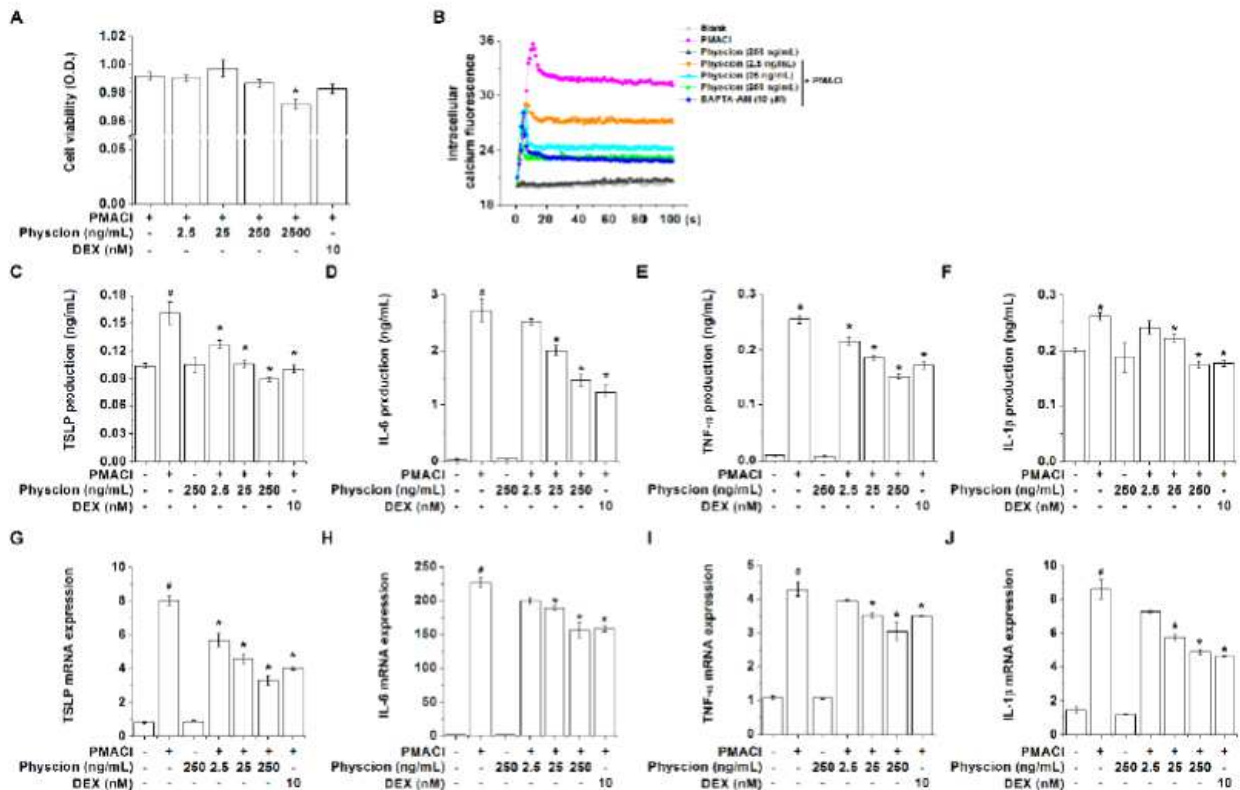 A
Cell viability (O.D.)
1.02
1.00
0.98
0.96
0.05
0.00
PMACI + + + + + +
Physcion (ng/mL) - 2.5 25 250 2500 -
DEX (nM) - - - - - 10
B
Intracellular
calcium fluorescence
36
30
24
18
0 20 40 60 80 100 (s)
Blank
PMACI
Physcion (250 ng/mL)
Physcion (2.5 ng/mL)
Physcion (25 ng/mL)
Physcion (250 ng/mL)
BAPTA-AM (10 μM)
+ PMACI
C
TSLP production (ng/mL)
0.18
0.15
0.12
0.09
0.06
0.03
0.00
# * * * *
PMACI - + - + + + +
Physcion (ng/mL) - - 250 2.5 25 250 -
DEX (nM) - - - - - - 10
D
IL-6 production (ng/mL)
3
2
1
0
# * * *
PMACI - + - + + + +
Physcion (ng/mL) - - 250 2.5 25 250 -
DEX (nM) - - - - - - 10
E
TNF-α production (ng/mL)
0.3
0.2
0.1
0.0
* * * * *
PMACI - + - + + + +
Physcion (ng/mL) - - 250 2.5 25 250 -
DEX (nM) - - - - - - 10
F
IL-1β production (ng/mL)
0.3
0.2
0.1
0.0
* * * *
PMACI - + - + + + +
Physcion (ng/mL) - - 250 2.5 25 250 -
DEX (nM) - - - - - - 10
G
TSLP mRNA expression
10
8
6
4
2
0
# * * * *
PMACI - + - + + + +
Physcion (ng/mL) - - 250 2.5 25 250 -
DEX (nM) - - - - - - 10
H
IL-6 mRNA expression
250
200
150
100
50
0
# * * *
PMACI - + - + + + +
Physcion (ng/mL) - - 250 2.5 25 250 -
DEX (nM) - - - - - - 10
I
TNF-α mRNA expression
5
4
3
2
1
0
# * * *
PMACI - + - + + + +
Physcion (ng/mL) - - 250 2.5 25 250 -
DEX (nM) - - - - - - 10
J
IL-1β mRNA expression
10
8
6
4
2
0
# * * *
PMACI - + - + + + +
Physcion (ng/mL) - - 250 2.5 25 250 -
DEX (nM) - - - - - - 10